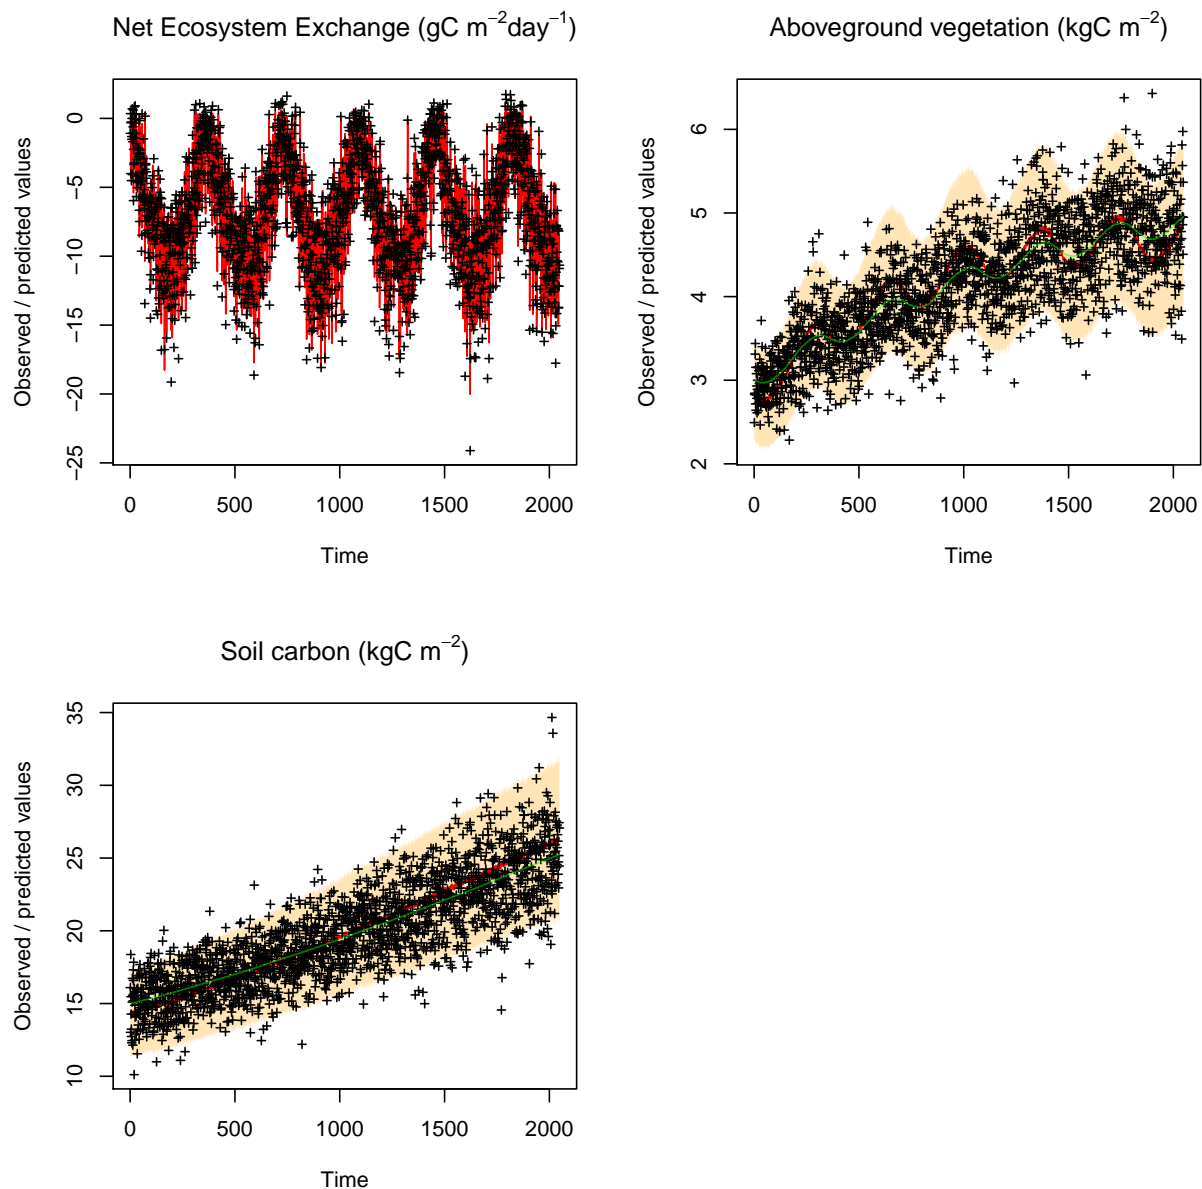 Net Ecosystem Exchange (gC m⁻²day⁻¹)
Observed / predicted values
0
−5
−10
−15
−20
−25
0 500 1000 1500 2000
Time
Aboveground vegetation (kgC m⁻²)
Observed / predicted values
6
5
4
3
2
0 500 1000 1500 2000
Time
Soil carbon (kgC m⁻²)
Observed / predicted values
35
30
25
20
15
10
0 500 1000 1500 2000
Time